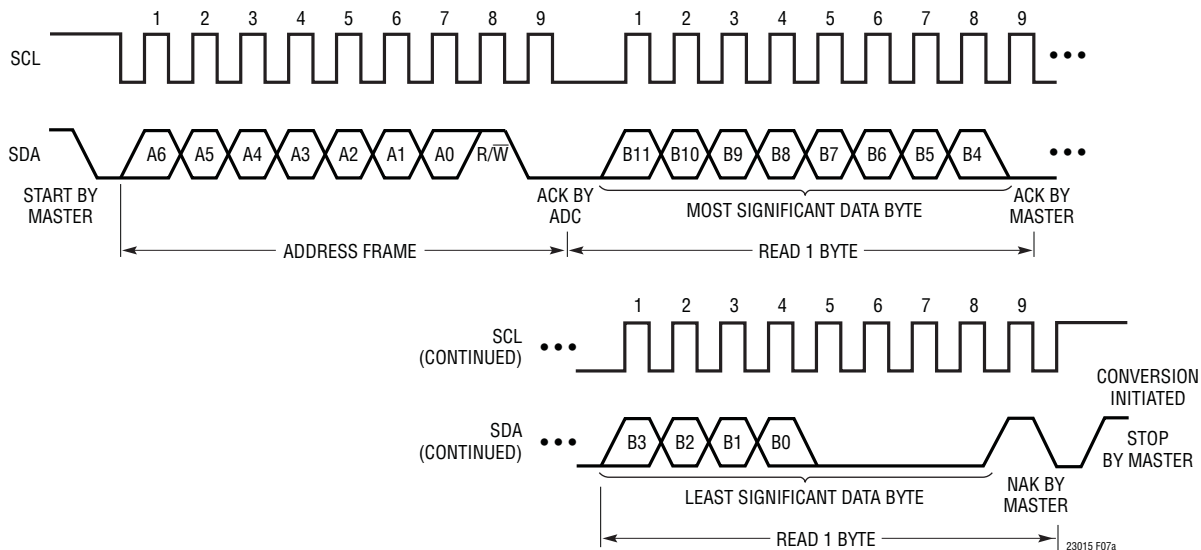 1 2 3 4 5 6 7 8 9 1 2 3 4 5 6 7 8 9
SCL
SDA A6 A5 A4 A3 A2 A1 A0 R/W̅ B11 B10 B9 B8 B7 B6 B5 B4
START BY
MASTER
ACK BY
ADC
MOST SIGNIFICANT DATA BYTE
ACK BY
MASTER
ADDRESS FRAME
READ 1 BYTE
1 2 3 4 5 6 7 8 9
SCL
(CONTINUED)
CONVERSION
INITIATED
SDA
(CONTINUED)
B3 B2 B1 B0
STOP
BY MASTER
LEAST SIGNIFICANT DATA BYTE
NAK BY
MASTER
READ 1 BYTE
23015 F07a